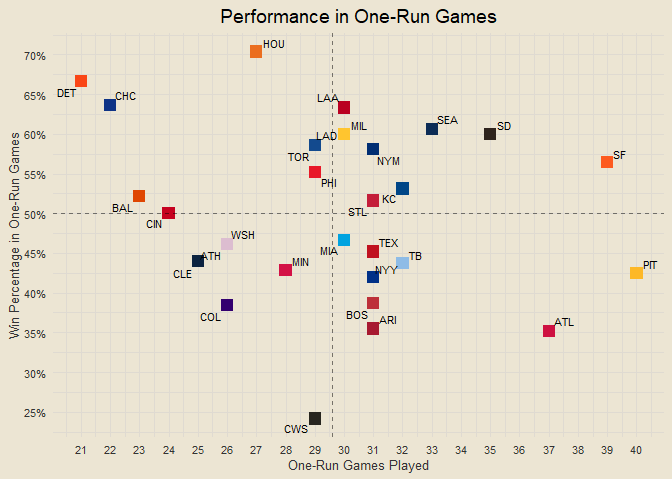 Performance in One-Run Games
Win Percentage in One-Run Games
70%
65%
60%
55%
50%
45%
40%
35%
30%
25%
HOU
DET
CHC
LAA
MIL
LAD
SEA
SD
TOR
NYM
SF
PHI
KC
BAL
STL
CIN
WSH
TEX
MIA
ATH
TB
MIN
PIT
CLE
NYY
COL
BOS
ARI
ATL
CWS
21 22 23 24 25 26 27 28 29 30 31 32 33 34 35 36 37 38 39 40
One-Run Games Played